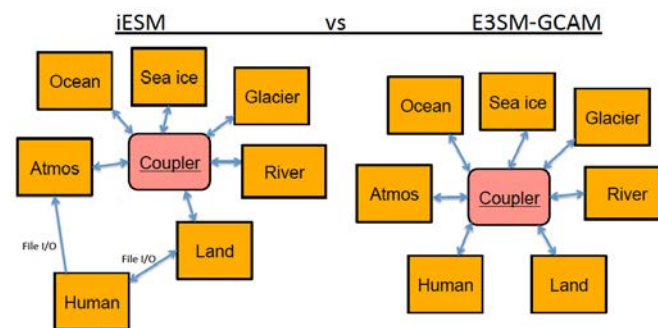 iESM vs E3SM-GCAM
Ocean
Sea ice
Glacier
Atmos
Coupler
River
File I/O
File I/O
Land
Human
Ocean
Sea ice
Glacier
Atmos
Coupler
River
Human
Land